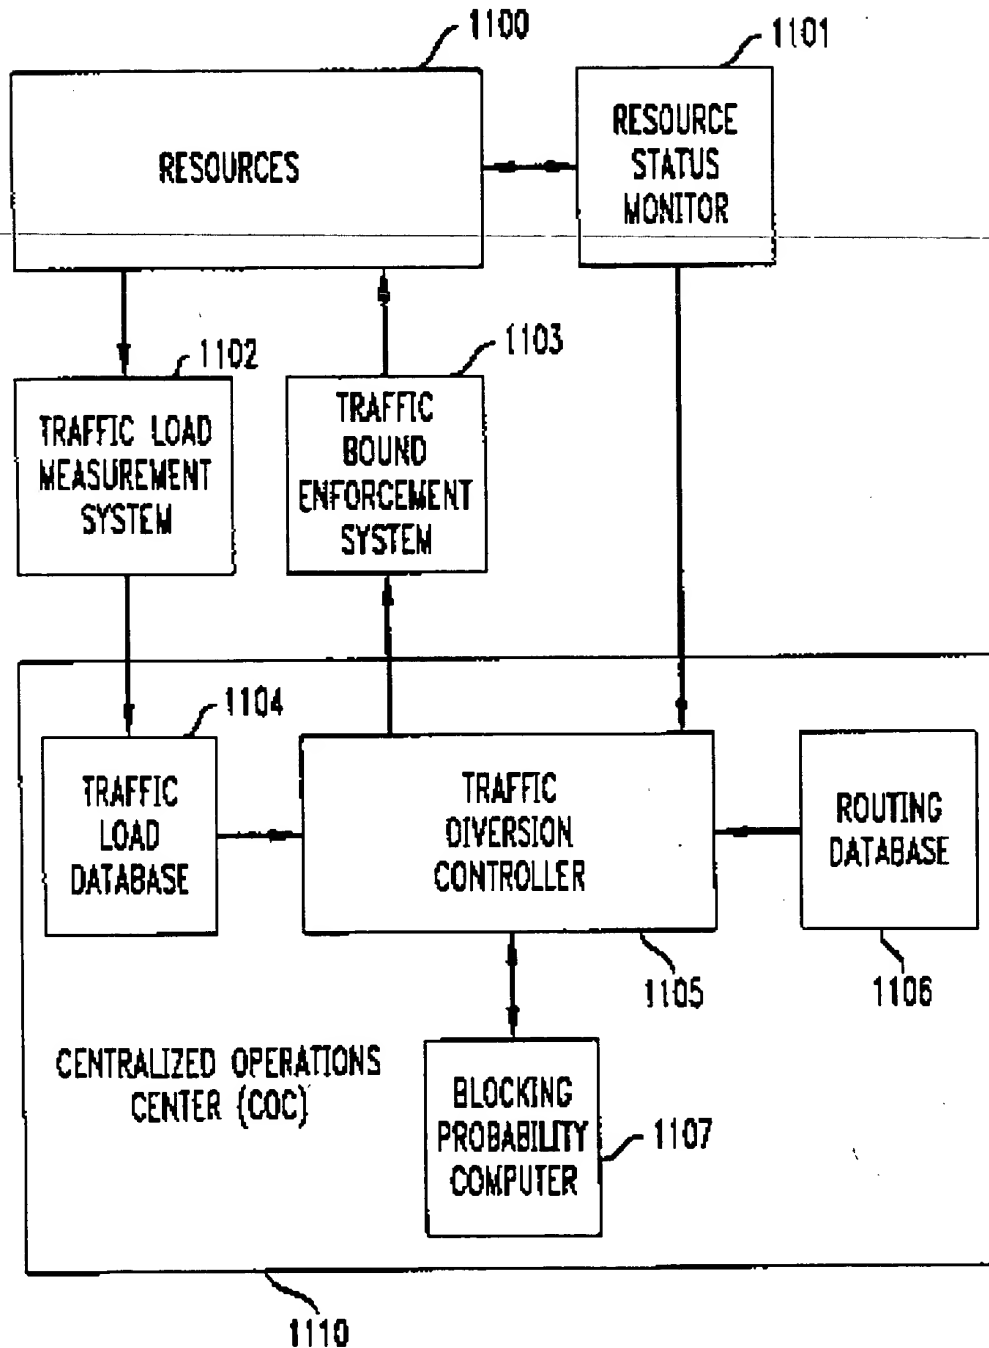 1100
1101
RESOURCES
RESOURCE
STATUS
MONITOR
1102
1103
TRAFFIC LOAD
MEASUREMENT
SYSTEM
TRAFFIC
BOUND
ENFORCEMENT
SYSTEM
1104
TRAFFIC
LOAD
DATABASE
TRAFFIC
DIVERSION
CONTROLLER
ROUTING
DATABASE
1105
1106
CENTRALIZED OPERATIONS
CENTER (COC)
BLOCKING
PROBABILITY
COMPUTER
1107
1110